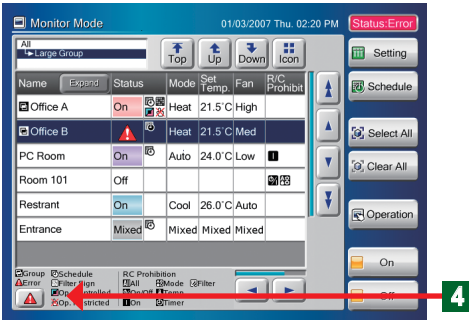 Monitor Mode 01/03/2007 Thu. 02:20 PM Status:Error
All
Large Group
Top Up Down Icon
Setting
Name Expand Status Mode Set Temp. Fan R/C Prohibit
Schedule
Office A On Heat 21.5°C High
Office B Heat 21.5°C Med
Select All
PC Room On Auto 24.0°C Low
Clear All
Room 101 Off
Restrant On Cool 26.0°C Auto
Operation
Entrance Mixed Mixed Mixed Mixed
On
Group Schedule RC Prohibition
Error Filter Sign All Mode Filter
Op. On/Off Temp
Op. On Timer
Off
4